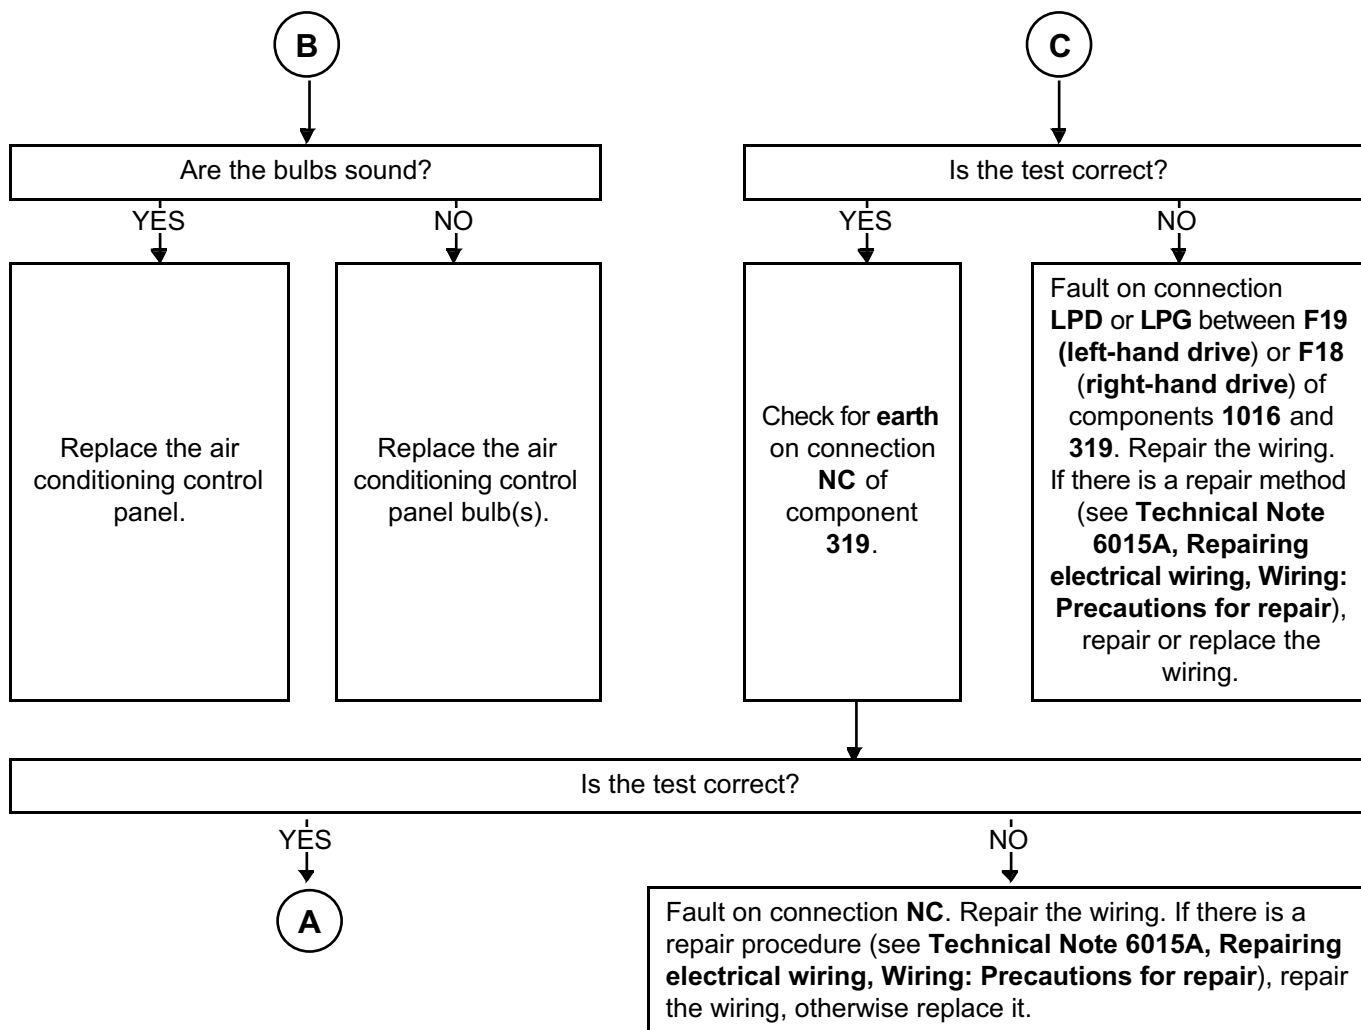 B
Are the bulbs sound?
YES
NO
Replace the air
conditioning control
panel.
Replace the air
conditioning control
panel bulb(s).
C
Is the test correct?
YES
NO
Check for earth
on connection
NC of
component
319.
Fault on connection
LPD or LPG between F19
(left-hand drive) or F18
(right-hand drive) of
components 1016 and
319. Repair the wiring.
If there is a repair method
(see Technical Note
6015A, Repairing
electrical wiring, Wiring:
Precautions for repair),
repair or replace the
wiring.
Is the test correct?
YES
NO
A
Fault on connection NC. Repair the wiring. If there is a
repair procedure (see Technical Note 6015A, Repairing
electrical wiring, Wiring: Precautions for repair), repair
the wiring, otherwise replace it.